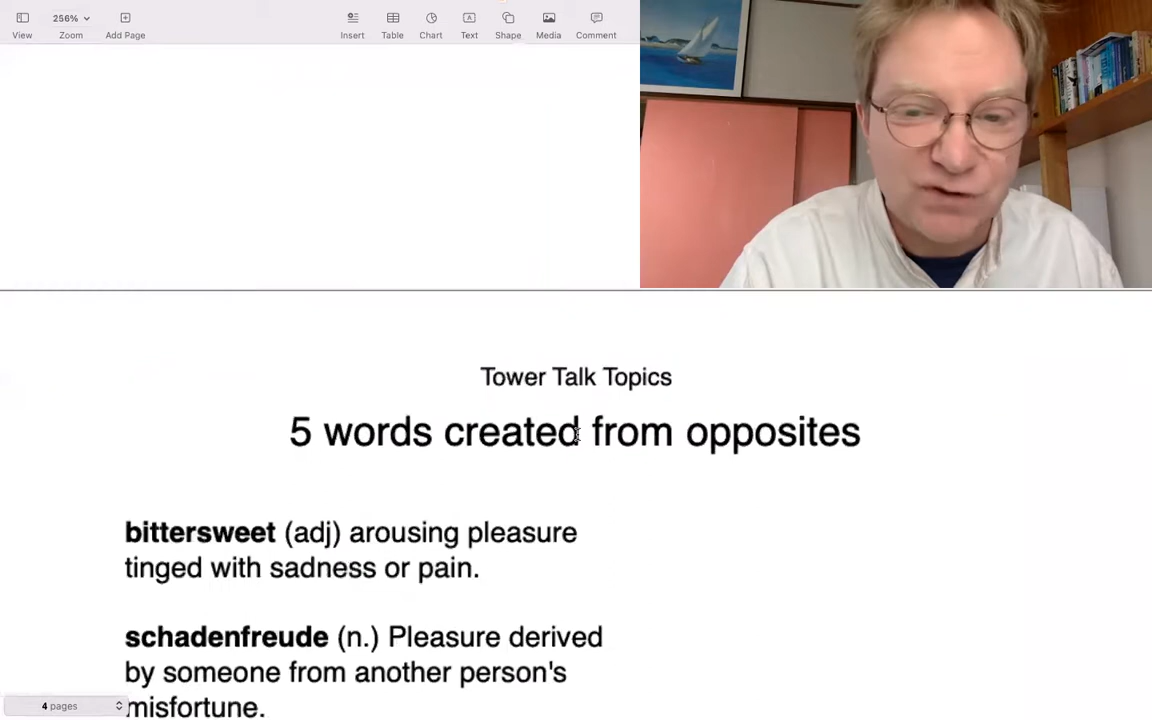 256%
View
Zoom
Add Page
Insert
Table
Chart
Text
Shape
Media
Comment
Tower Talk Topics
5 words created from opposites
bittersweet (adj) arousing pleasure
tinged with sadness or pain.
schadenfreude (n.) Pleasure derived
by someone from another person's
misfortune.
4 pages